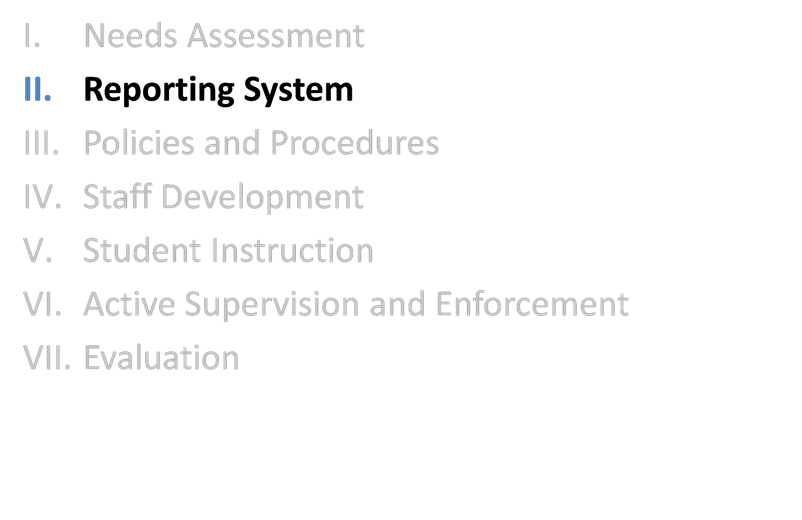 I. Needs Assessment
II. Reporting System
III. Policies and Procedures
IV. Staff Development
V. Student Instruction
VI. Active Supervision and Enforcement
VII. Evaluation